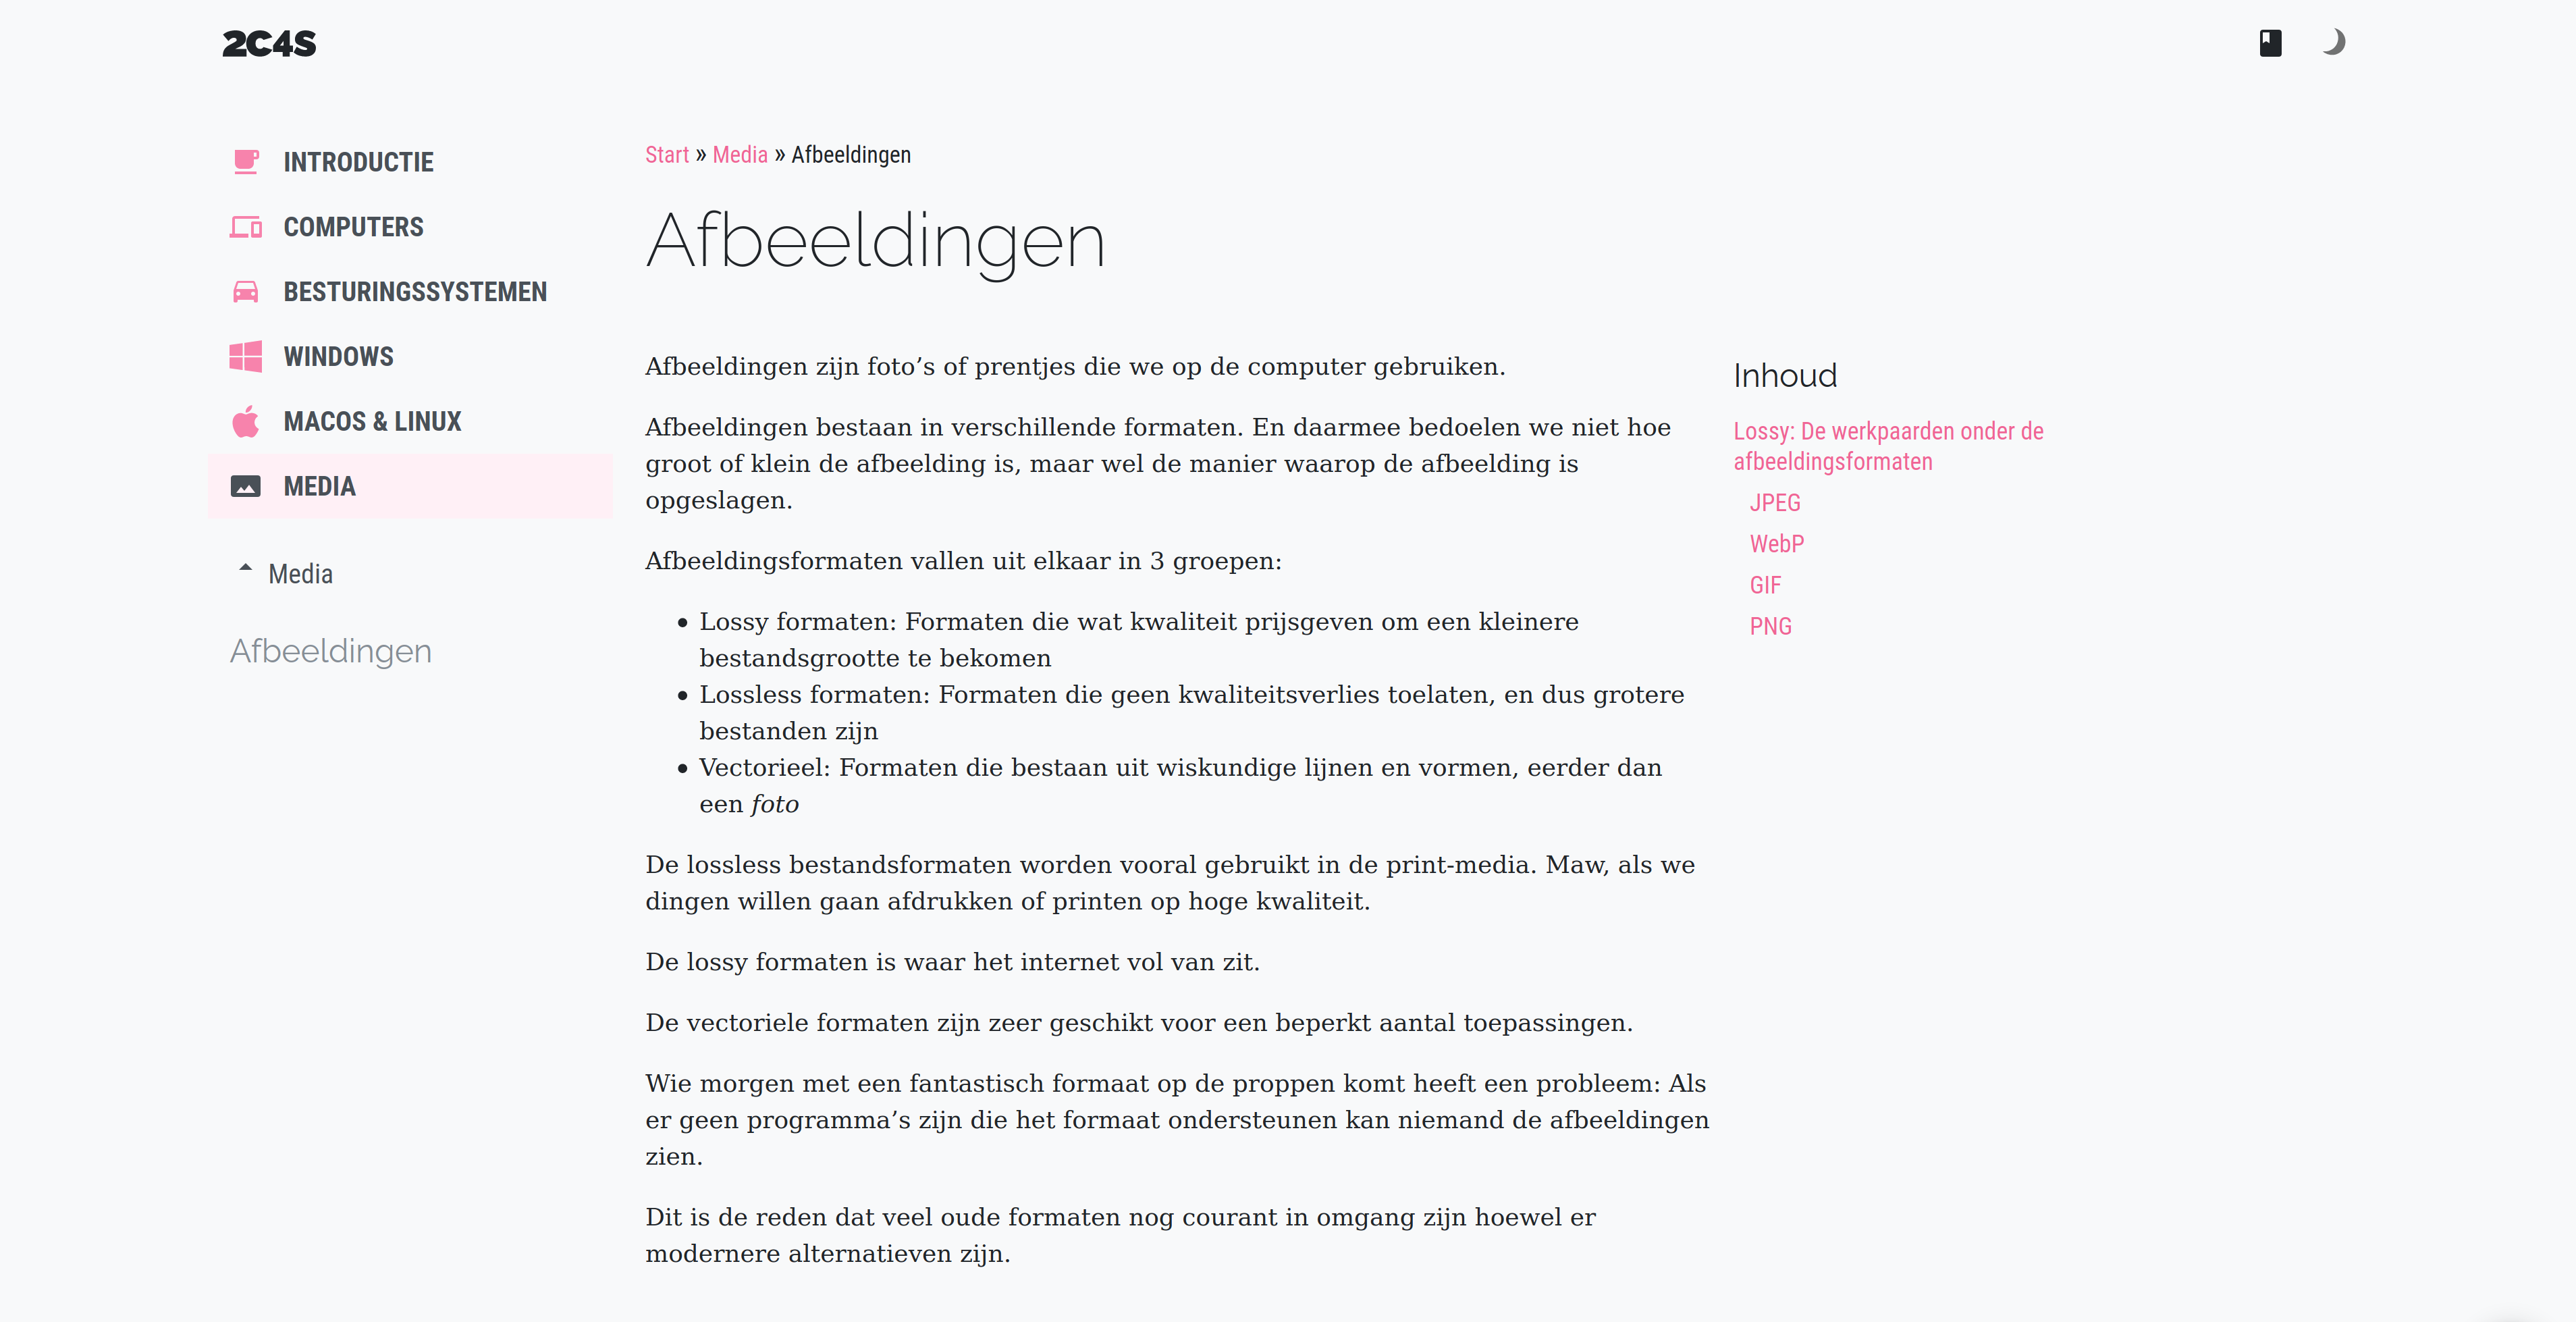 2C4S
INTRODUCTIE
COMPUTERS
BESTURINGSSYSTEMEN
WINDOWS
MACOS & LINUX
MEDIA
Media
Afbeeldingen
Start » Media » Afbeeldingen
Afbeeldingen
Afbeeldingen zijn foto’s of prentjes die we op de computer gebruiken.
Afbeeldingen bestaan in verschillende formaten. En daarmee bedoelen we niet hoe
groot of klein de afbeelding is, maar wel de manier waarop de afbeelding is
opgeslagen.
Afbeeldingsformaten vallen uit elkaar in 3 groepen:
• Lossy formaten: Formaten die wat kwaliteit prijsgeven om een kleinere
bestandsgrootte te bekomen
• Lossless formaten: Formaten die geen kwaliteitsverlies toelaten, en dus grotere
bestanden zijn
• Vectorieel: Formaten die bestaan uit wiskundige lijnen en vormen, eerder dan
een foto
De lossless bestandsformaten worden vooral gebruikt in de print-media. Maw, als we
dingen willen gaan afdrukken of printen op hoge kwaliteit.
De lossy formaten is waar het internet vol van zit.
De vectoriele formaten zijn zeer geschikt voor een beperkt aantal toepassingen.
Wie morgen met een fantastisch formaat op de proppen komt heeft een probleem: Als
er geen programma’s zijn die het formaat ondersteunen kan niemand de afbeeldingen
zien.
Dit is de reden dat veel oude formaten nog courant in omgang zijn hoewel er
modernere alternatieven zijn.
Inhoud
Lossy: De werkpaarden onder de
afbeeldingsformaten
JPEG
WebP
GIF
PNG